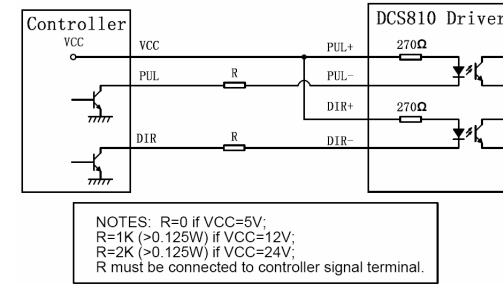 Controller
DCS810 Driver
VCC
VCC
PUL+
270Ω
PUL
R
PUL-
DIR+
270Ω
DIR
R
DIR-
NOTES: R=0 if VCC=5V;
R=1K (>0.125W) if VCC=12V;
R=2K (>0.125W) if VCC=24V;
R must be connected to controller signal terminal.